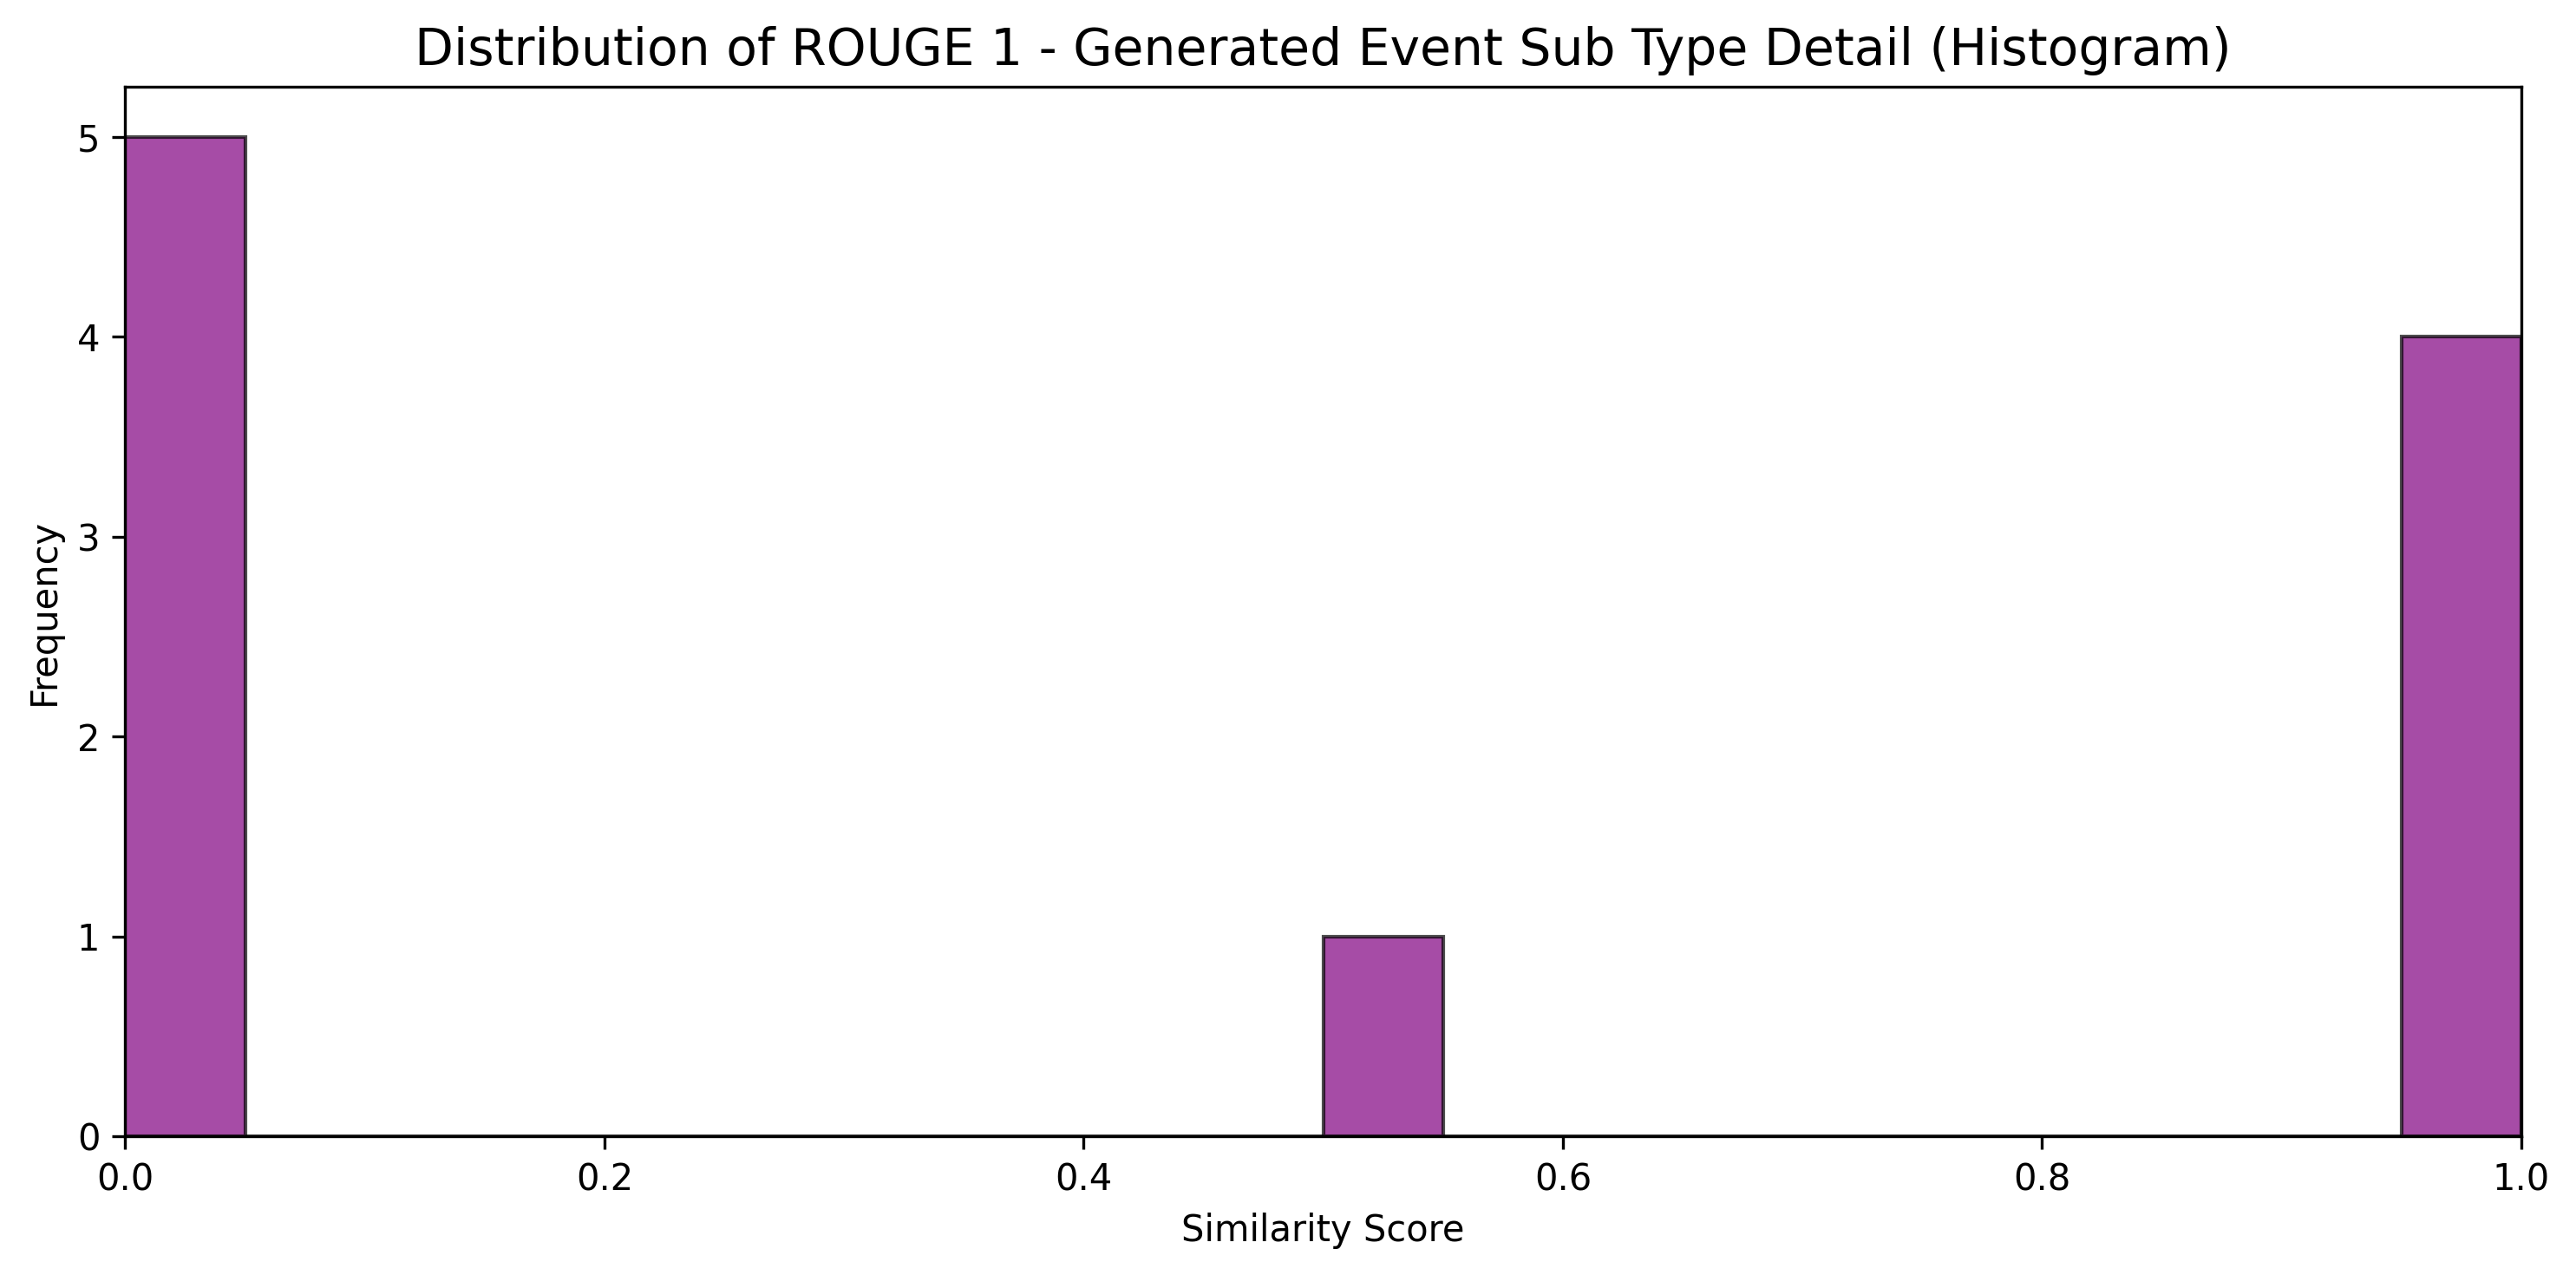 Distribution of ROUGE 1 - Generated Event Sub Type Detail (Histogram)
Frequency
5
4
3
2
1
0
0.0 0.2 0.4 0.6 0.8 1.0
Similarity Score